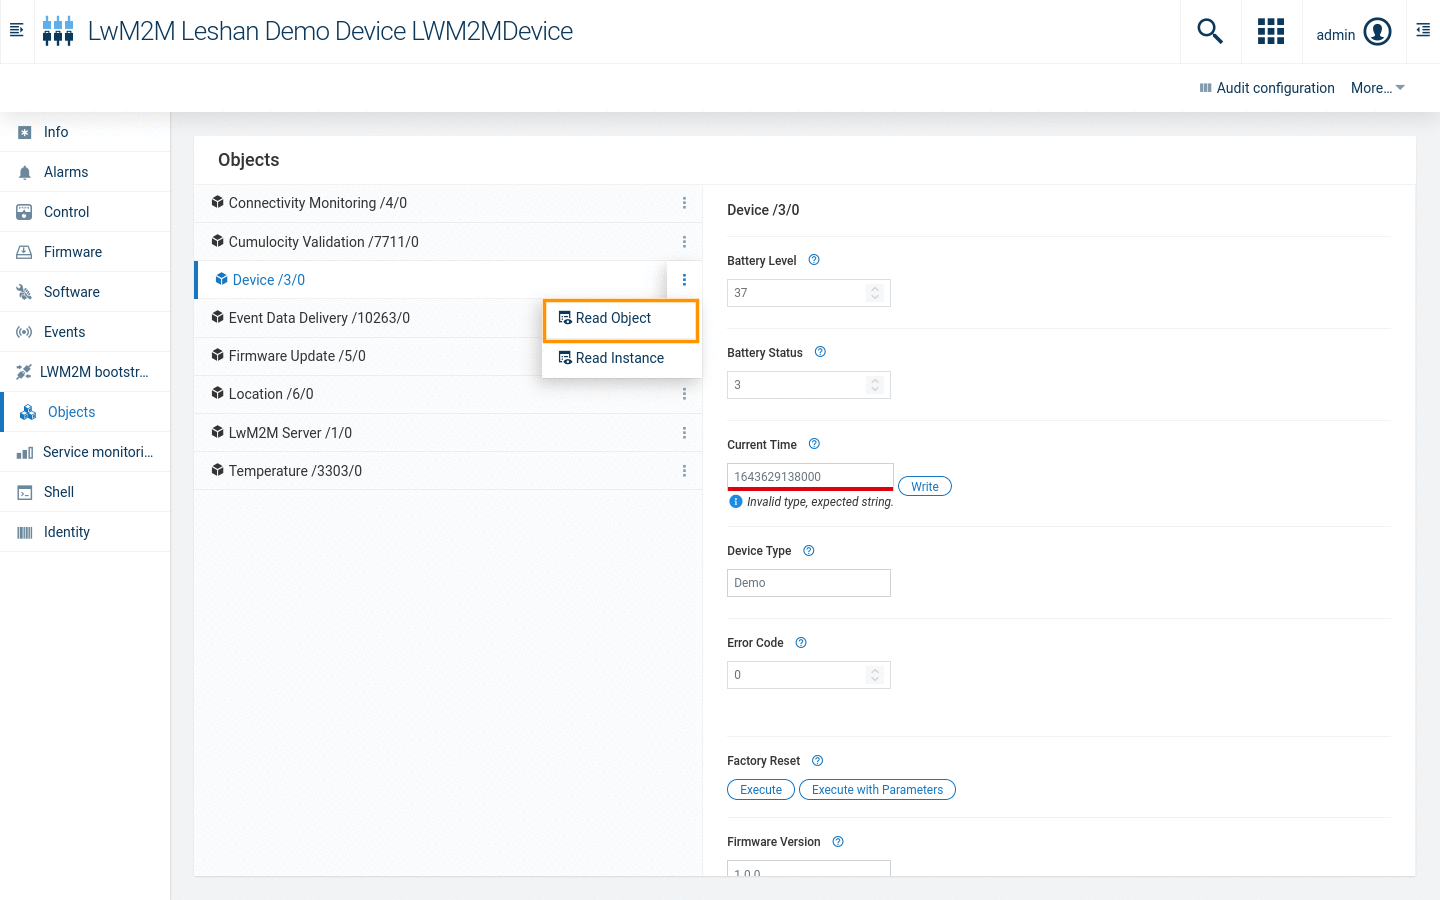 LwM2M Leshan Demo Device LWM2MDevice
admin
Audit configuration
More...
Info
Alarms
Control
Firmware
Software
Events
LWM2M bootstr...
Objects
Service monitori...
Shell
Identity
Objects
Connectivity Monitoring /4/0
Cumulocity Validation /7711/0
Device /3/0
Event Data Delivery /10263/0
Firmware Update /5/0
Location /6/0
LwM2M Server /1/0
Temperature /3303/0
Read Object
Read Instance
Device /3/0
Battery Level
37
Battery Status
3
Current Time
1643629138000
Write
Invalid type, expected string.
Device Type
Demo
Error Code
0
Factory Reset
Execute
Execute with Parameters
Firmware Version
1.0.0